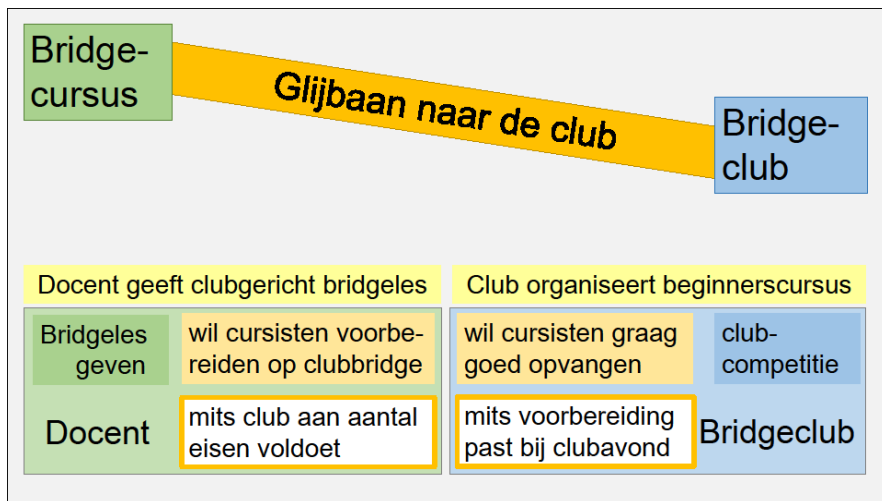 Bridge-
cursus
Glijbaan naar de club
Bridge-
club
Docent geeft clubgericht bridgeles
Club organiseert beginnerscursus
Bridgeles
geven
wil cursisten voorbe-
reiden op clubbridge
wil cursisten graag
goed opvangen
club-
competitie
Docent
mits club aan aantal
eisen voldoet
mits voorbereiding
past bij clubavond
Bridgeclub